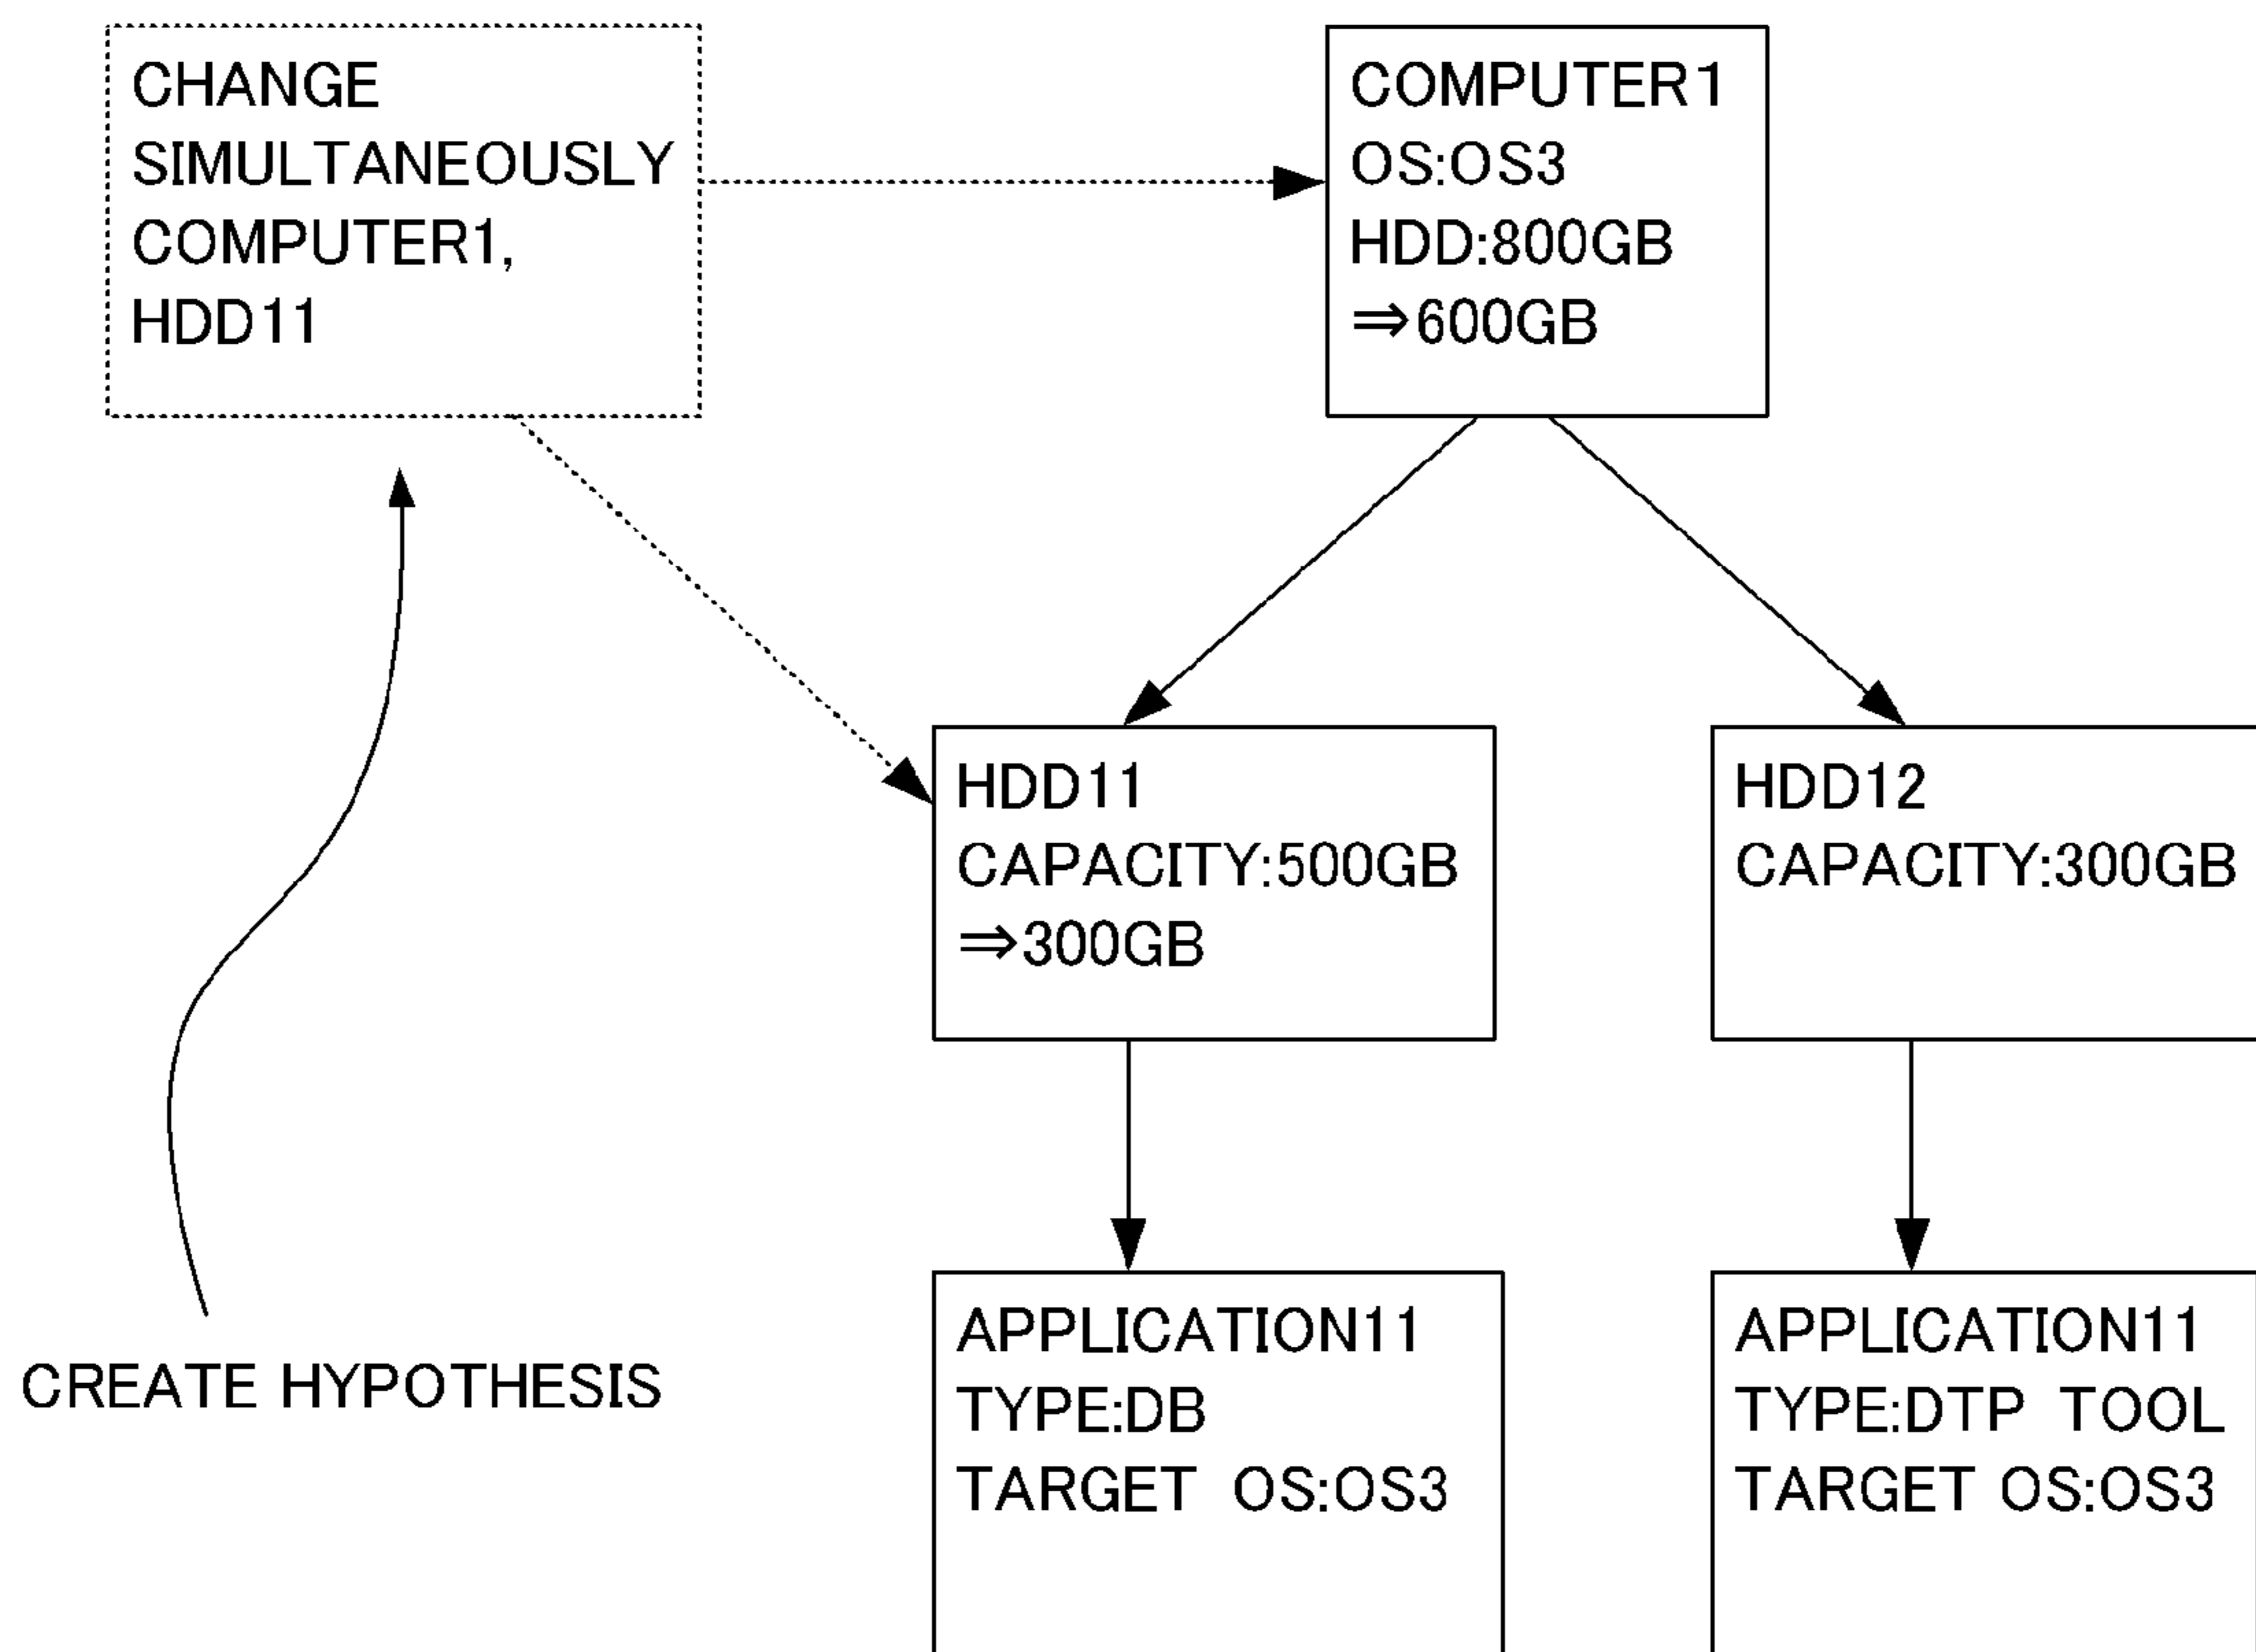 CHANGE
SIMULTANEOUSLY
COMPUTER1,
HDD11
COMPUTER1
OS:OS3
HDD:800GB
⇒600GB
HDD11
CAPACITY:500GB
⇒300GB
HDD12
CAPACITY:300GB
CREATE HYPOTHESIS
APPLICATION11
TYPE:DB
TARGET OS:OS3
APPLICATION11
TYPE:DTP TOOL
TARGET OS:OS3